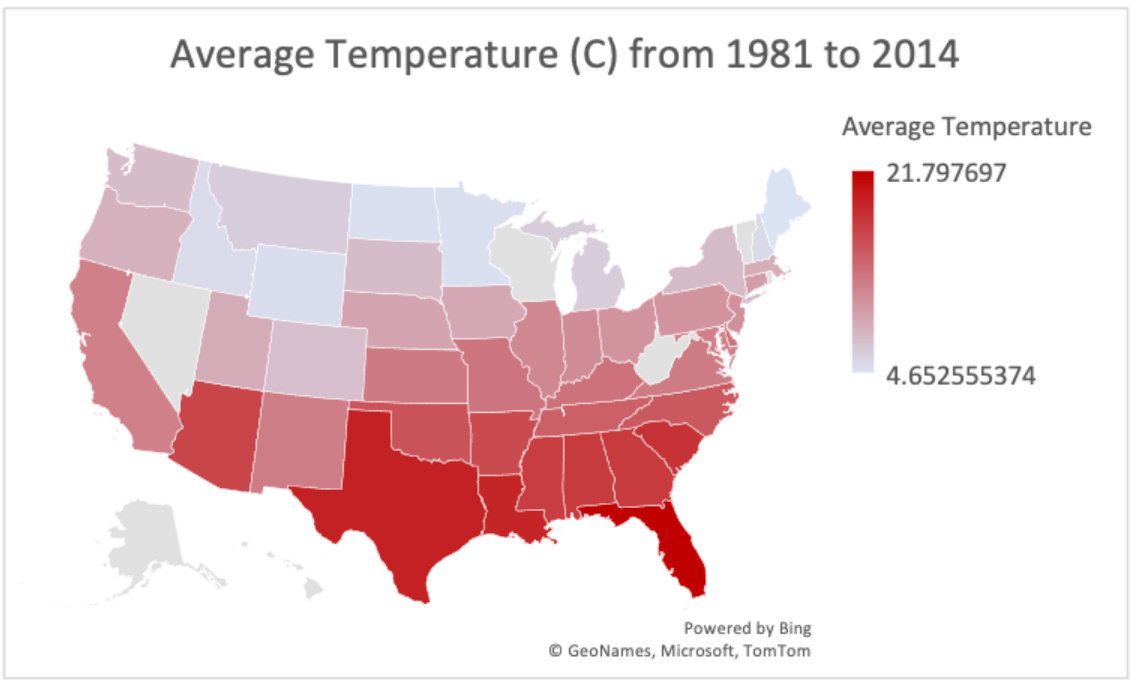 Average Temperature (C) from 1981 to 2014
Average Temperature
21.797697
4.652555374
Powered by Bing
© GeoNames, Microsoft, TomTom